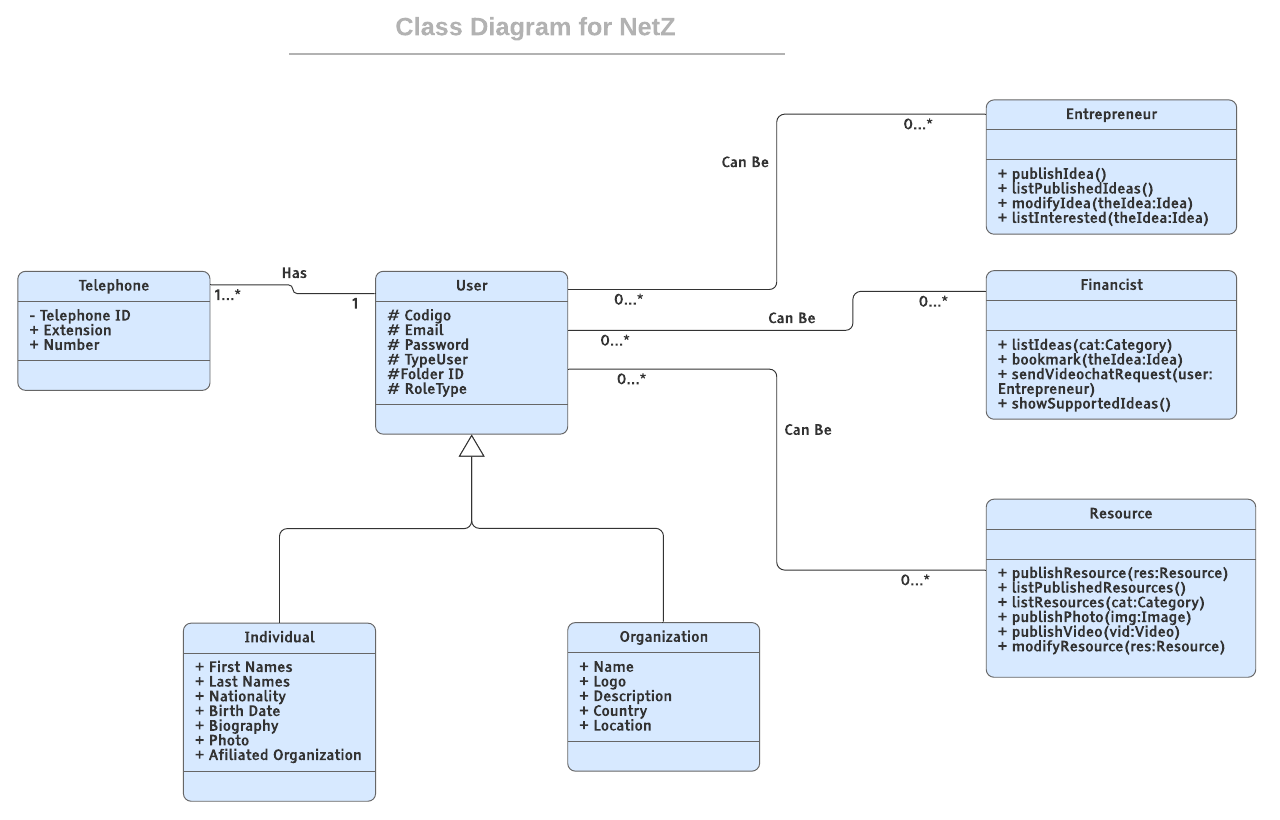 Class Diagram for NetZ
Entrepreneur
+ publishIdea()
+ listPublishedIdeas()
+ modifyIdea(theIdea:Idea)
+ listInterested(theIdea:Idea)
0...*
Can Be
0...*
Telephone
- Telephone ID
+ Extension
+ Number
1...*
Has
1
User
# Codigo
# Email
# Password
# TypeUser
#Folder ID
# RoleType
Financist
+ listIdeas(cat:Category)
+ bookmark(theIdea:Idea)
+ sendVideochatRequest(user:
Entrepreneur)
+ showSupportedIdeas()
0...*
Can Be
0...*
0...*
Can Be
0...*
Resource
+ publishResource(res:Resource)
+ listPublishedResources()
+ listResources(cat:Category)
+ publishPhoto(img:Image)
+ publishVideo(vid:Video)
+ modifyResource(res:Resource)
Individual
+ First Names
+ Last Names
+ Nationality
+ Birth Date
+ Biography
+ Photo
+ Afiliated Organization
Organization
+ Name
+ Logo
+ Description
+ Country
+ Location